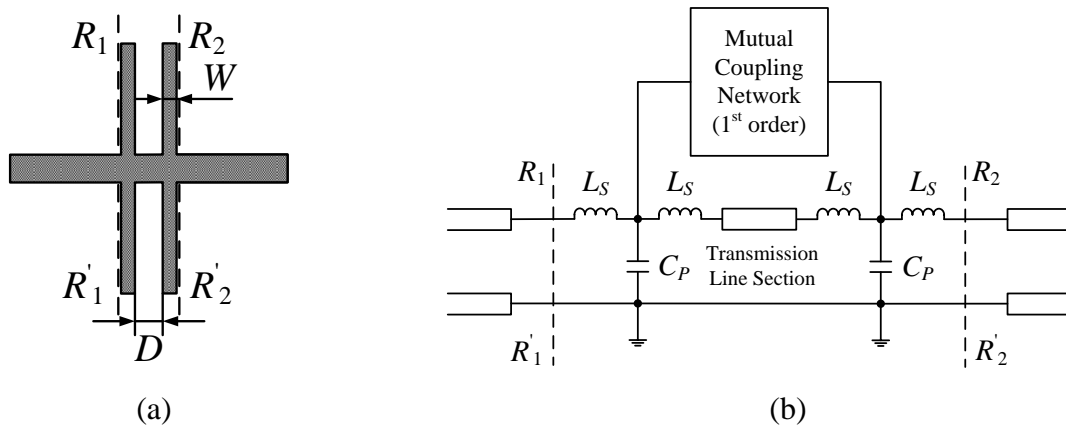 R1
R2
W
R'1
R'2
D
(a)
Mutual
Coupling
Network
(1st order)
R1
LS
LS
LS
LS
R2
CP
Transmission
Line Section
CP
R'1
R'2
(b)